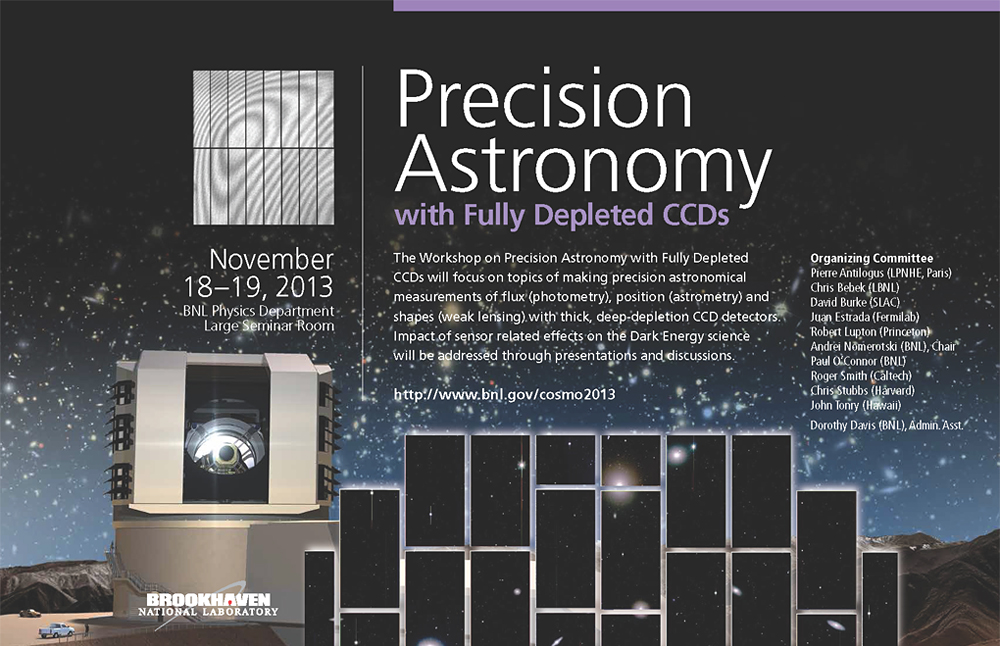 Precision
Astronomy
with Fully Depleted CCDs
November
18–19, 2013
BNL Physics Department
Large Seminar Room
The Workshop on Precision Astronomy with Fully Depleted
CCDs will focus on topics of making precision astronomical
measurements of flux (photometry), position (astrometry) and
shapes (weak lensing) with thick, deep-depletion CCD detectors.
Impact of sensor related effects on the Dark Energy science
will be addressed through presentations and discussions.
http://www.bnl.gov/cosmo2013
Organizing Committee
Pierre Antilogus (LPNHE, Paris)
Chris Bebek (LBNL)
David Burke (SLAC)
Juan Estrada (Fermilab)
Robert Lupton (Princeton)
Andrei Nomerotski (BNL), Chair
Paul O'Connor (BNL)
Roger Smith (Caltech)
Chris Stubbs (Harvard)
John Tonry (Hawaii)
Dorothy Davis (BNL), Admin. Asst.
BROOKHAVEN
NATIONAL LABORATORY